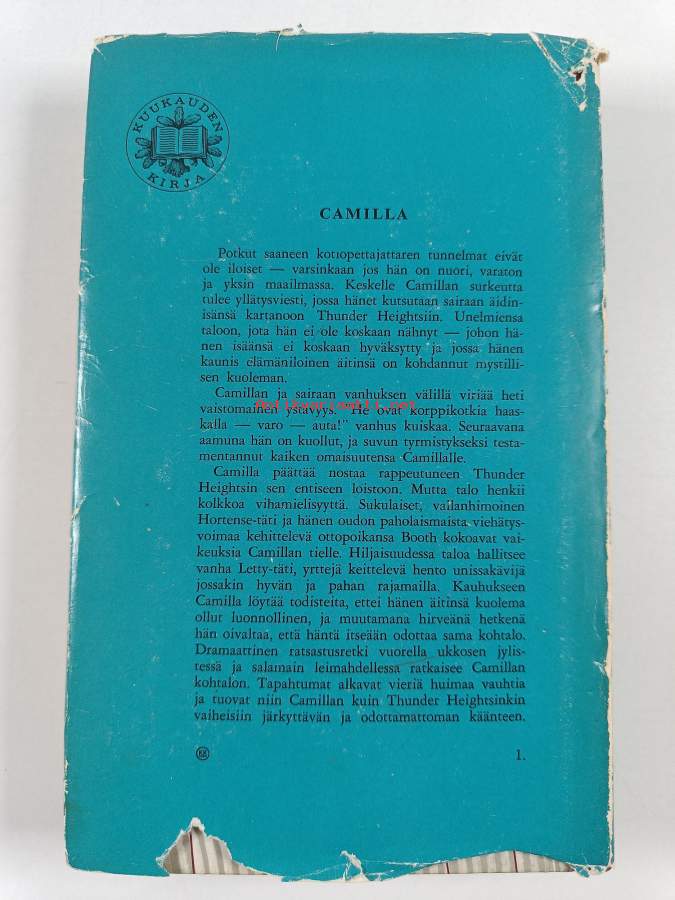 KUUKAUDEN
KIRJA
CAMILLA
Potkut saaneen kotiopettajattaren tunnelmat eivät
ole iloiset — varsinkaan jos hän on nuori, varaton
ja yksin maailmassa. Keskelle Camillan surkeutta
tulee yllätysviesti, jossa hänet kutsutaan sairaan äidin-
isänsä kartanoon Thunder Heightsiin. Unelmiensa
taloon, jota hän ei ole koskaan nähnyt — johon hä-
nen isäänsä ei koskaan hyväksytty ja jossa hänen
kaunis elämäniloinen äitinsä on kohdannut mystilli-
sen kuoleman.
Camillan ja sairaan vanhuksen välillä viriää heti
vaistomainen ystävyys. "He ovat korppikotkia haas-
kalla — varo — auta!" vanhus kuiskaa. Seuraavana
aamuna hän on kuollut, ja suvun tyrmistykseksi testa-
mentannut kaiken omaisuutensa Camillalle.
Camilla päättää nostaa rappeutuneen Thunder
Heightsin sen entiseen loistoon. Mutta talo henkii
kolkkoa vihamielisyyttä. Sukulaiset, vallanhimoinen
Hortense-täti ja hänen oudon paholaismaista viehätys-
voimaa kehittelevä ottopoikansa Booth kokoavat vai-
keuksia Camillan tielle. Hiljaisuudessa taloa hallitsee
vanha Letty-täti, yrttejä keittelevä hento unissakävijä
jossakin hyvän ja pahan rajamailla. Kauhukseen
Camilla löytää todisteita, ettei hänen äitinsä kuolema
ollut luonnollinen, ja muutamana hirveänä hetkenä
hän oivaltaa, että häntä itseään odottaa sama kohtalo.
Dramaattinen ratsastusretki vuorella ukkosen jylis-
tessä ja salamain leimahdellessa ratkaisee Camillan
kohtalon. Tapahtumat alkavat vieriä huimaa vauhtia
ja tuovat niin Camillan kuin Thunder Heightsinkin
vaiheisiin järkyttävän ja odottamattoman käänteen.
1.